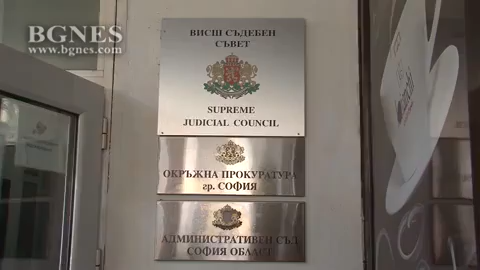 BGNES
www.bgnes.com
ВИСШ СЪДЕБЕН
СЪВЕТ
SUPREME
JUDICIAL COUNCIL
ОКРЪЖНА ПРОКУРАТУРА
гр. СОФИЯ
АДМИНИСТРАТИВЕН СЪД
СОФИЯ ОБЛАСТ